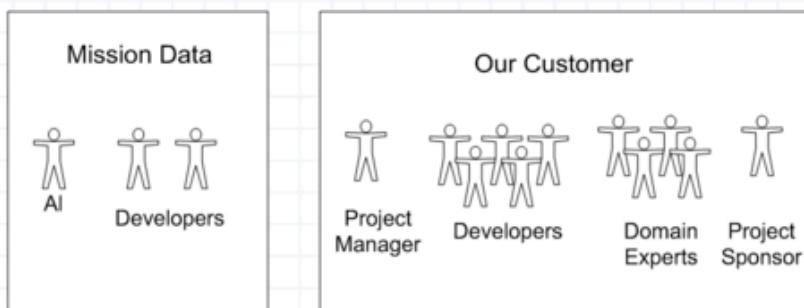 Mission Data
Our Customer
AI
Developers
Project
Manager
Developers
Domain
Experts
Project
Sponsor